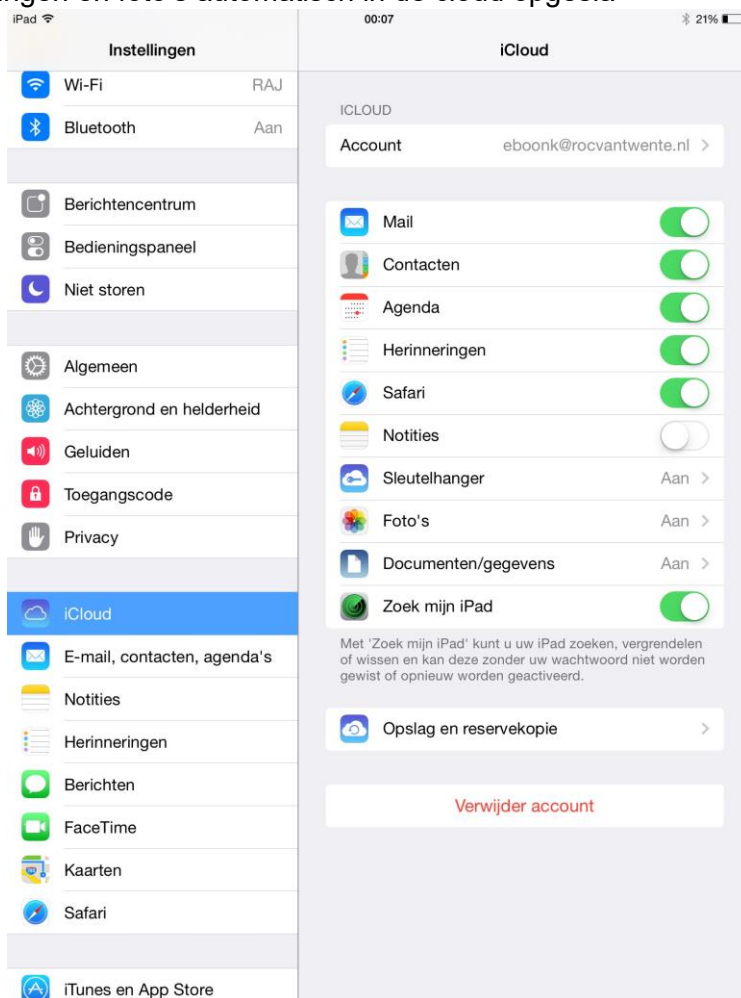 ingen en foto's automatisch in de cloud opgesla
iPad 00:07 21%
Instellingen
Wi-Fi RAJ
Bluetooth Aan
Berichtencentrum
Bedieningspaneel
Niet storen
Algemeen
Achtergrond en helderheid
Geluiden
Toegangscode
Privacy
iCloud
E-mail, contacten, agenda's
Notities
Herinneringen
Berichten
FaceTime
Kaarten
Safari
iTunes en App Store
iCloud
ICLOUD
Account eboonk@rocvantwente.nl
Mail
Contacten
Agenda
Herinneringen
Safari
Notities
Sleutelhanger Aan
Foto's Aan
Documenten/gegevens Aan
Zoek mijn iPad
Met 'Zoek mijn iPad' kunt u uw iPad zoeken, vergrendelen
of wissen en kan deze zonder uw wachtwoord niet worden
gewist of opnieuw worden geactiveerd.
Opslag en reservekopie
Verwijder account